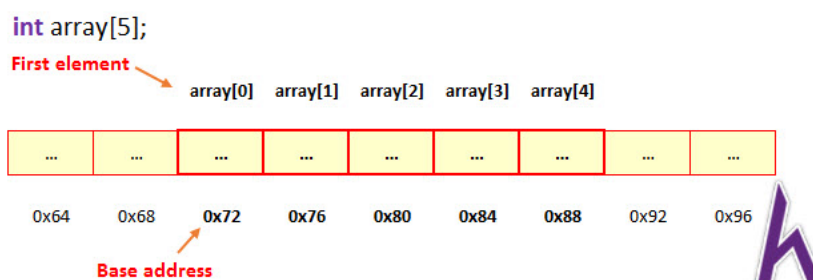 int array[5];
First element
array[0] array[1] array[2] array[3] array[4]
... ... ... ... ... ... ... ... ...
0x64 0x68 0x72 0x76 0x80 0x84 0x88 0x92 0x96
Base address